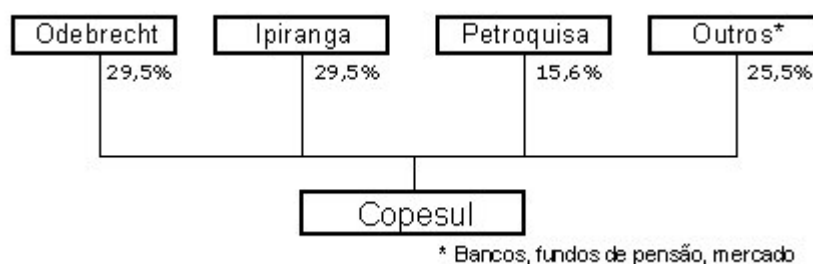 Odebrecht Ipiranga Petroquisa Outros*
29,5% 29,5% 15,6% 25,5%
Copesul
* Bancos, fundos de pensão, mercado